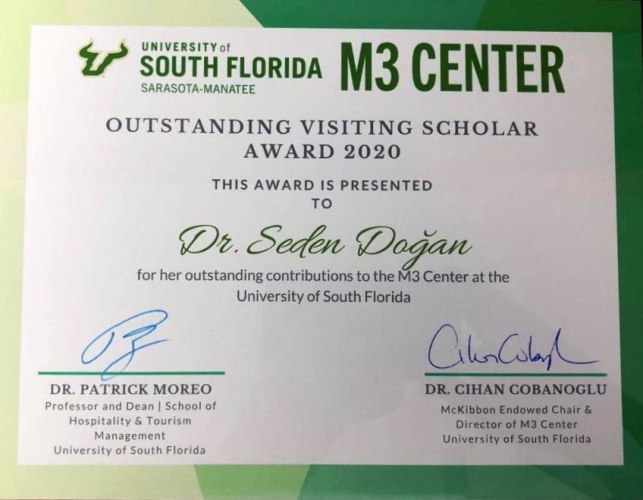 UNIVERSITY of
SOUTH FLORIDA
SARASOTA-MANATEE
M3 CENTER
OUTSTANDING VISITING SCHOLAR
AWARD 2020
THIS AWARD IS PRESENTED
TO
Dr. Seden Doğan
for her outstanding contributions to the M3 Center at the
University of South Florida
DR. PATRICK MOREO
Professor and Dean | School of
Hospitality & Tourism
Management
University of South Florida
DR. CIHAN COBANOGLU
McKibbon Endowed Chair &
Director of M3 Center
University of South Florida